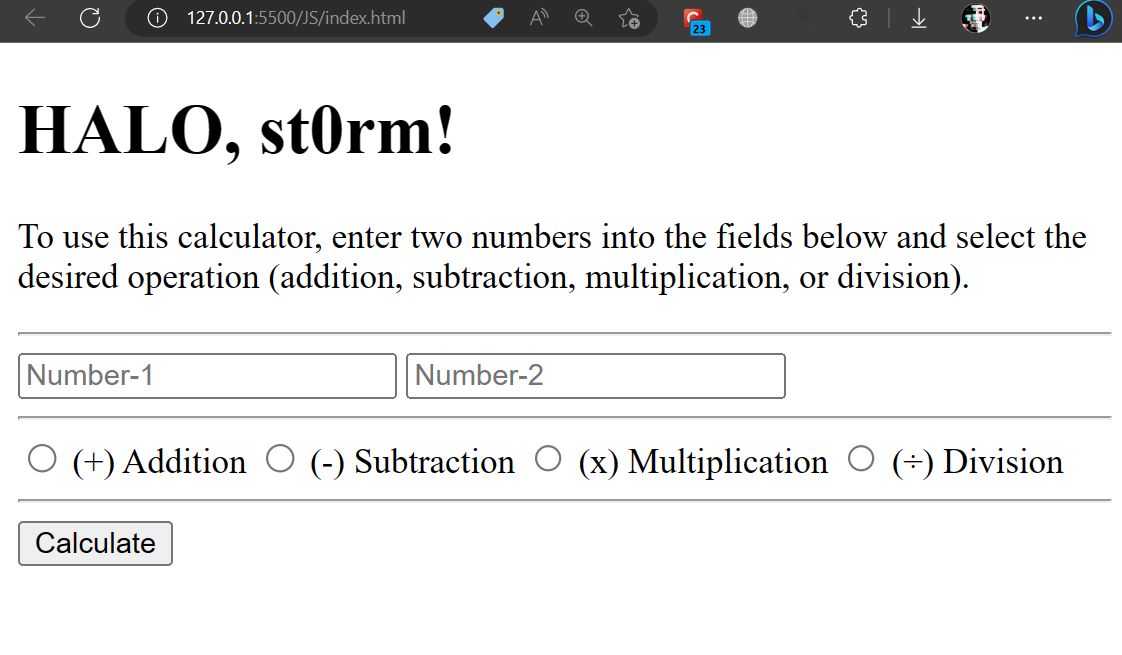 127.0.0.1:5500/JS/index.html
23
HALO, st0rm!
To use this calculator, enter two numbers into the fields below and select the
desired operation (addition, subtraction, multiplication, or division).
Number-1 Number-2
(+) Addition (-) Subtraction (x) Multiplication (÷) Division
Calculate